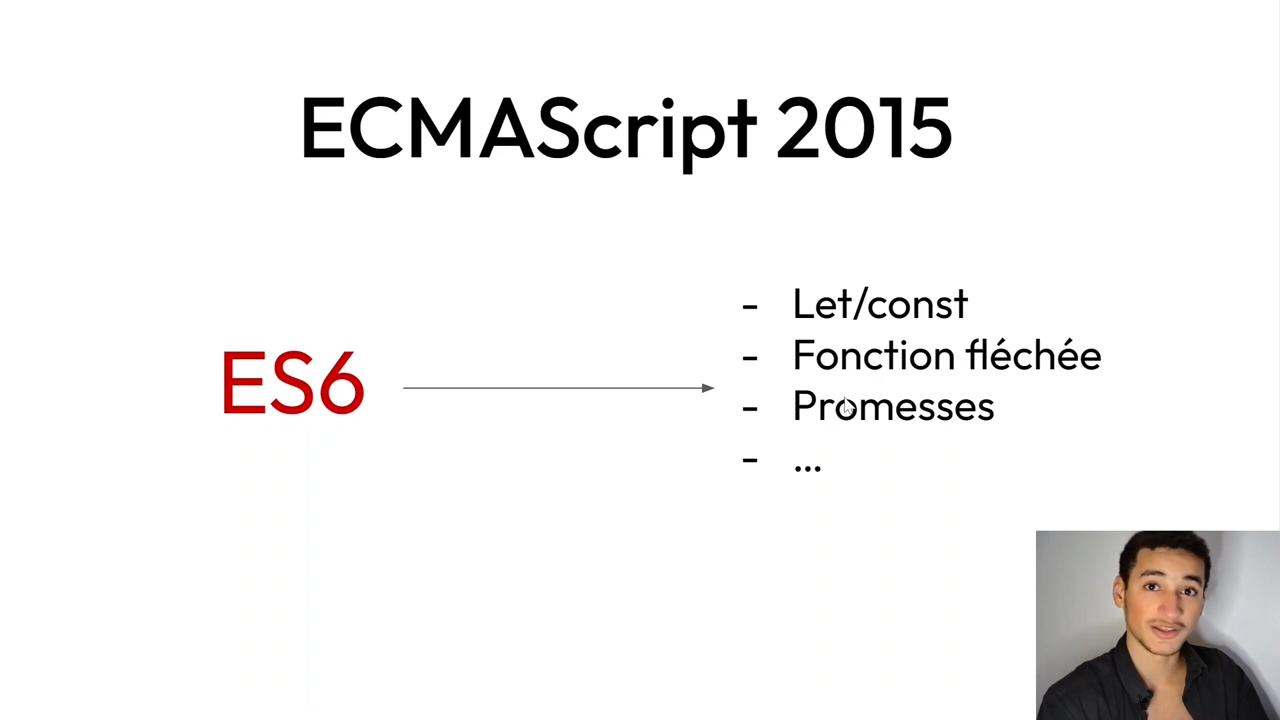 ECMAScript 2015
ES6
- Let/const
- Fonction fléchée
- Promesses
- ...